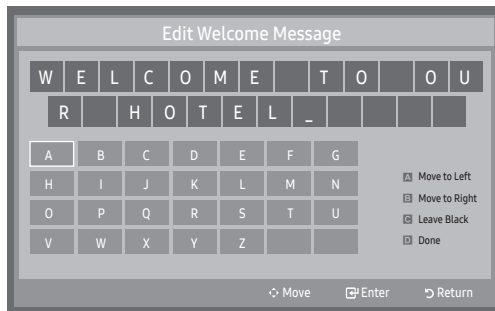 Edit Welcome Message
W E L C O M E   T O   O U
R   H O T E L _
A B C D E F G
H I J K L M N
O P Q R S T U
V W X Y Z
A Move to Left
B Move to Right
C Leave Black
D Done
Move Enter Return